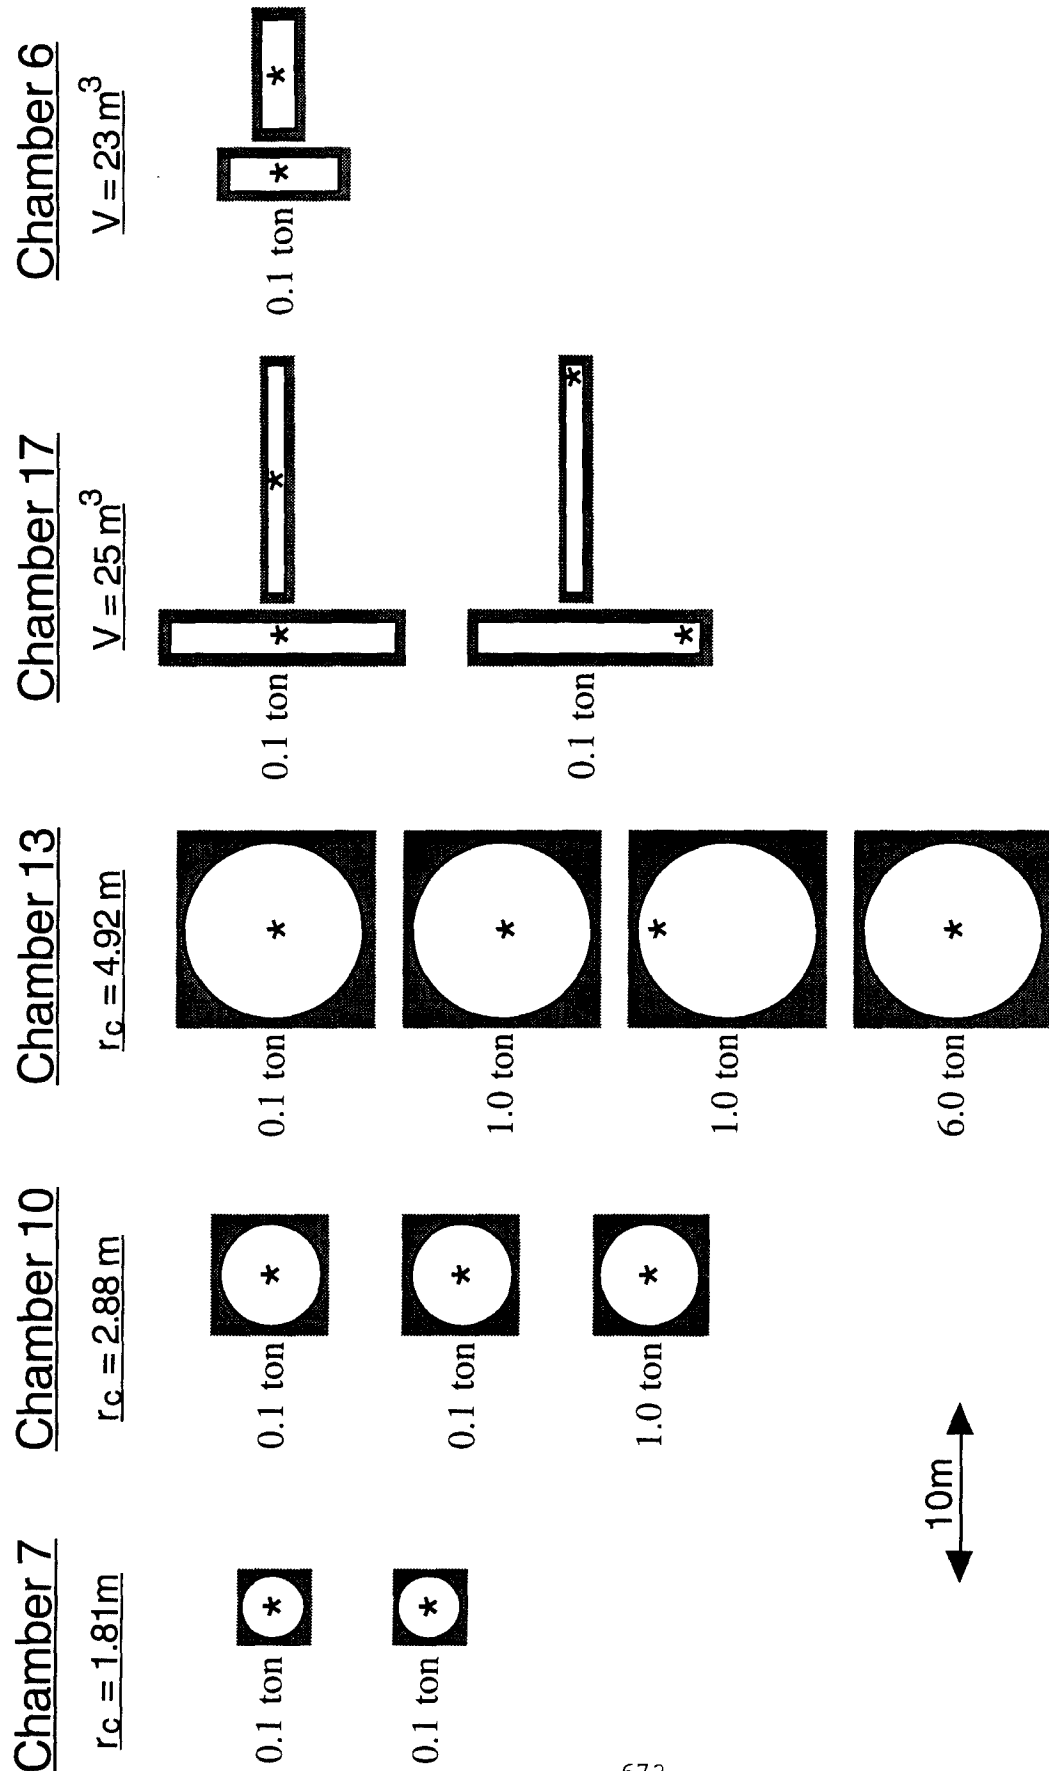 Chamber 7
rc = 1.81m
0.1 ton
0.1 ton
Chamber 10
rc = 2.88 m
0.1 ton
0.1 ton
1.0 ton
Chamber 13
rc = 4.92 m
0.1 ton
1.0 ton
1.0 ton
6.0 ton
Chamber 17
V = 25 m3
0.1 ton
0.1 ton
Chamber 6
V = 23 m3
0.1 ton
10m